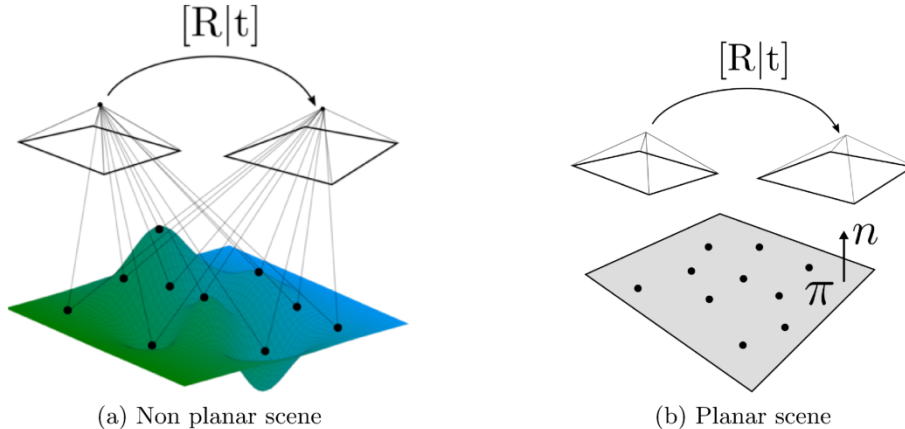 [R|t]
[R|t]
n
π
(a) Non planar scene
(b) Planar scene